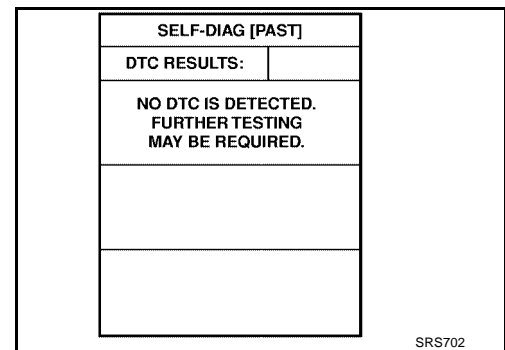 SELF-DIAG [PAST]
DTC RESULTS:
NO DTC IS DETECTED.
FURTHER TESTING
MAY BE REQUIRED.
SRS702